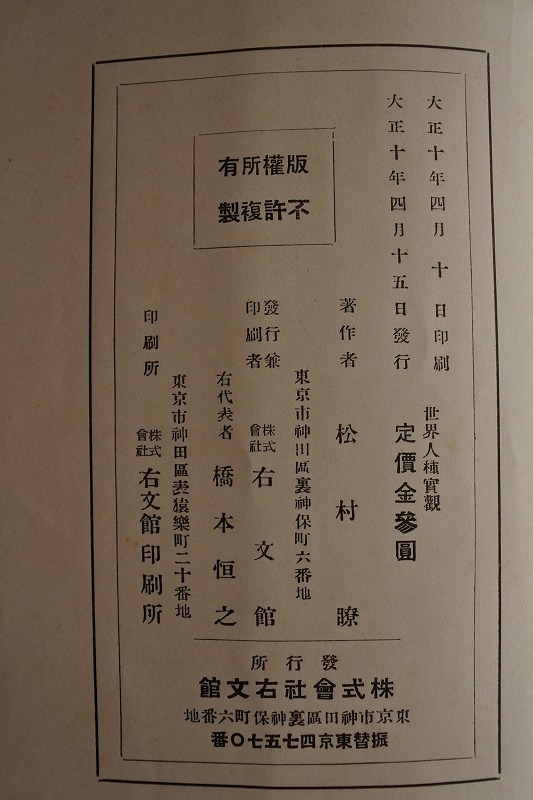 大正十年四月十日印刷
大正十年四月十五日發行
世界人種實觀
定價金參圓
版權所有
不許複製
著作者 松村瞭
東京市神田區裏神保町六番地
發行兼印刷者 株式會社 右文館
右代表者 橋本恒之
東京市神田區表猿樂町二十番地
印刷所 株式會社 右文館印刷所
發行所
株式會社右文館
東京市神田區裏神保町六番地
振替東京四七五七〇番